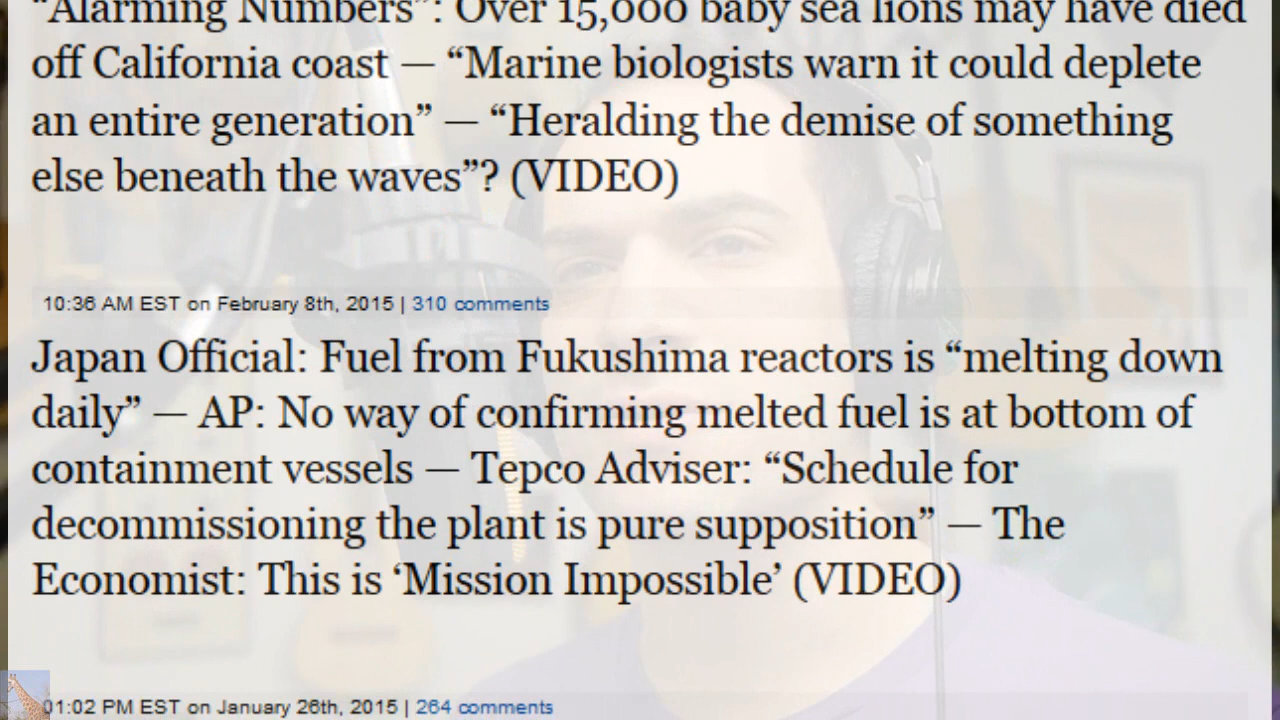 “Alarming Numbers”: Over 15,000 baby sea lions may have died
off California coast — “Marine biologists warn it could deplete
an entire generation” — “Heralding the demise of something
else beneath the waves”? (VIDEO)
10:36 AM EST on February 8th, 2015 | 310 comments
Japan Official: Fuel from Fukushima reactors is “melting down
daily” — AP: No way of confirming melted fuel is at bottom of
containment vessels — Tepco Adviser: “Schedule for
decommissioning the plant is pure supposition” — The
Economist: This is ‘Mission Impossible’ (VIDEO)
01:02 PM EST on January 26th, 2015 | 264 comments